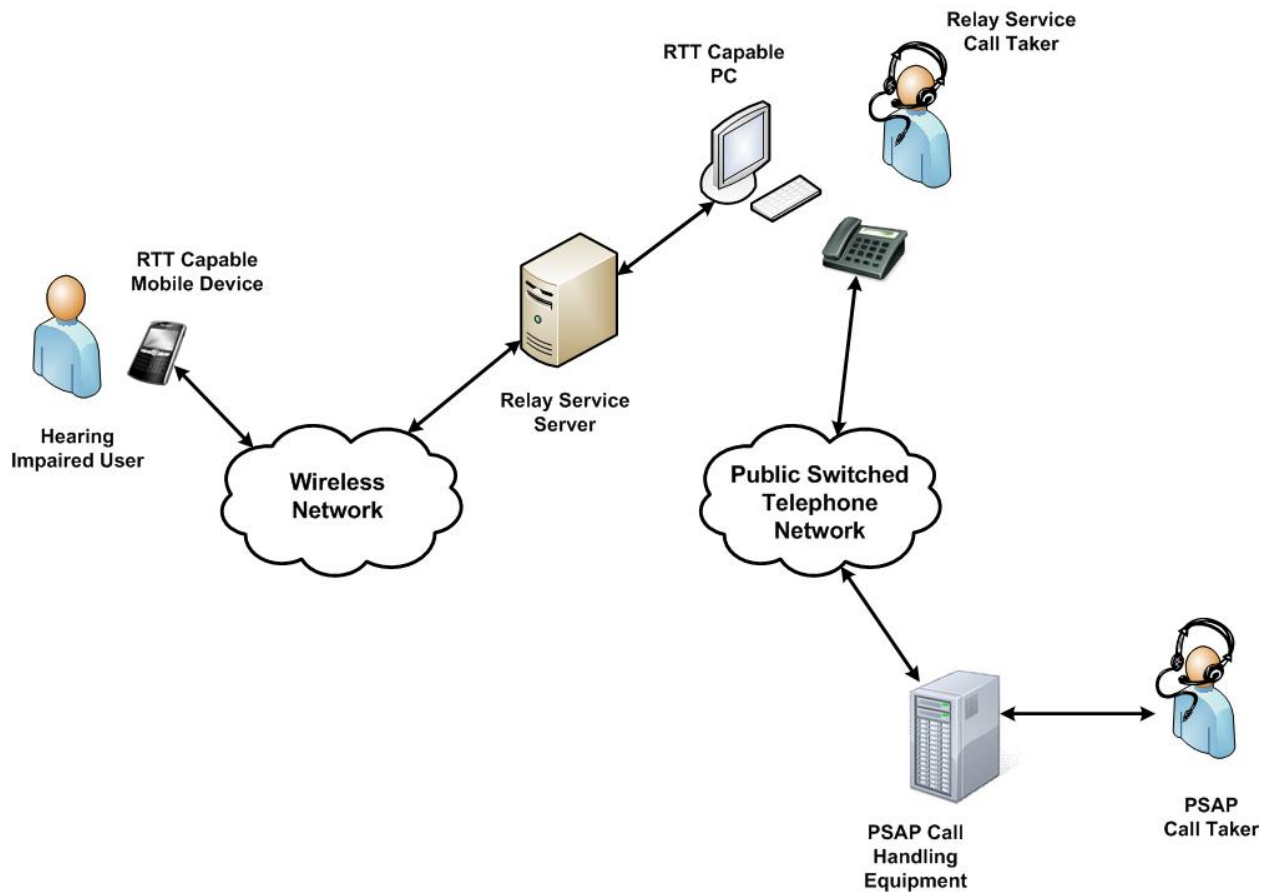 Relay Service
Call Taker
RTT Capable
PC
RTT Capable
Mobile Device
Relay Service
Server
Hearing
Impaired User
Wireless
Network
Public Switched
Telephone
Network
PSAP Call
Handling
Equipment
PSAP
Call Taker